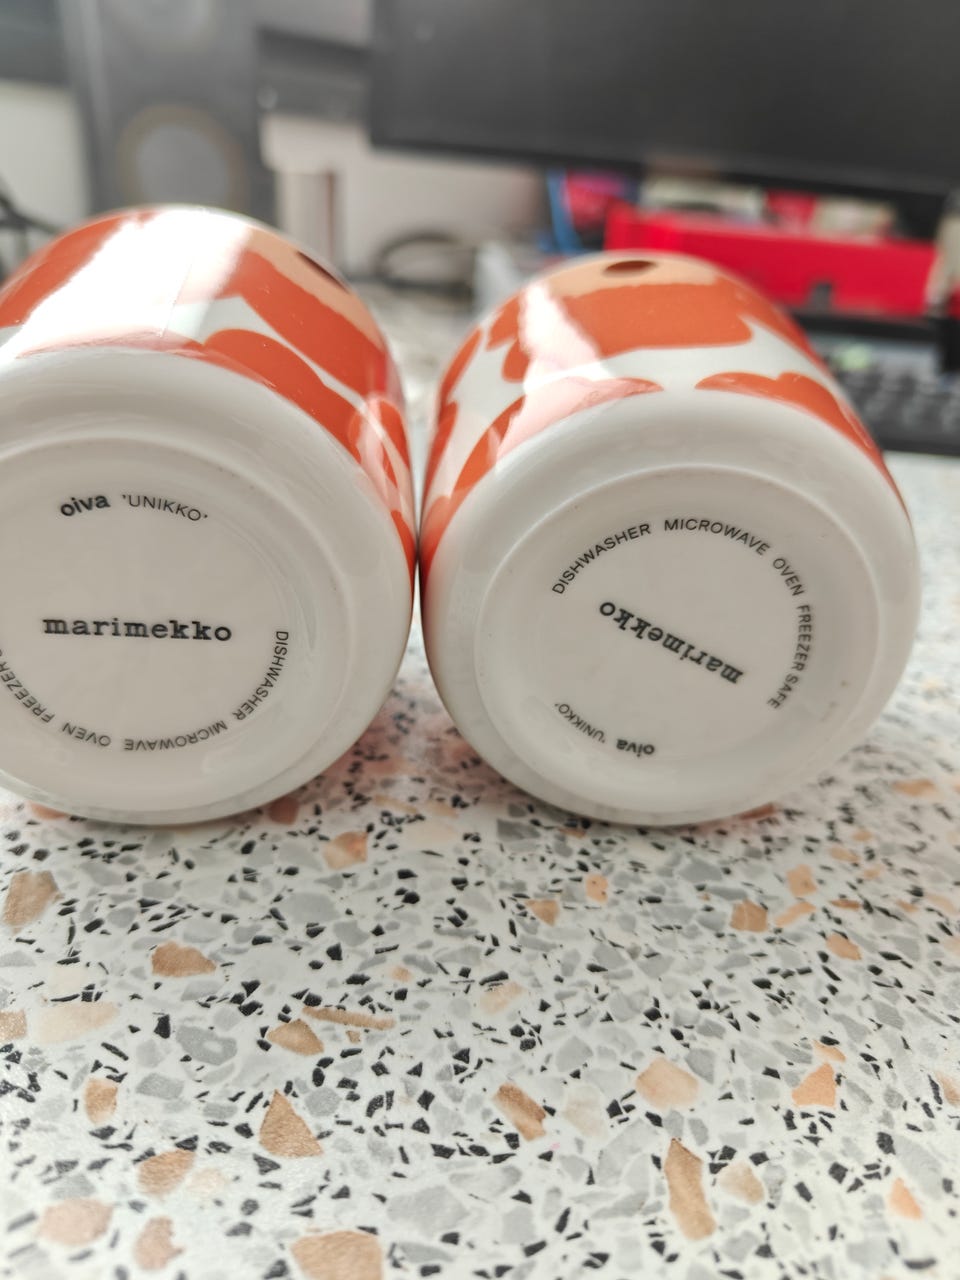 oiva 'UNIKKO'
marimekko
DISHWASHER MICROWAVE OVEN FREEZER
DISHWASHER MICROWAVE OVEN FREEZER SAFE
marimekko
oiva 'UNIKKO'